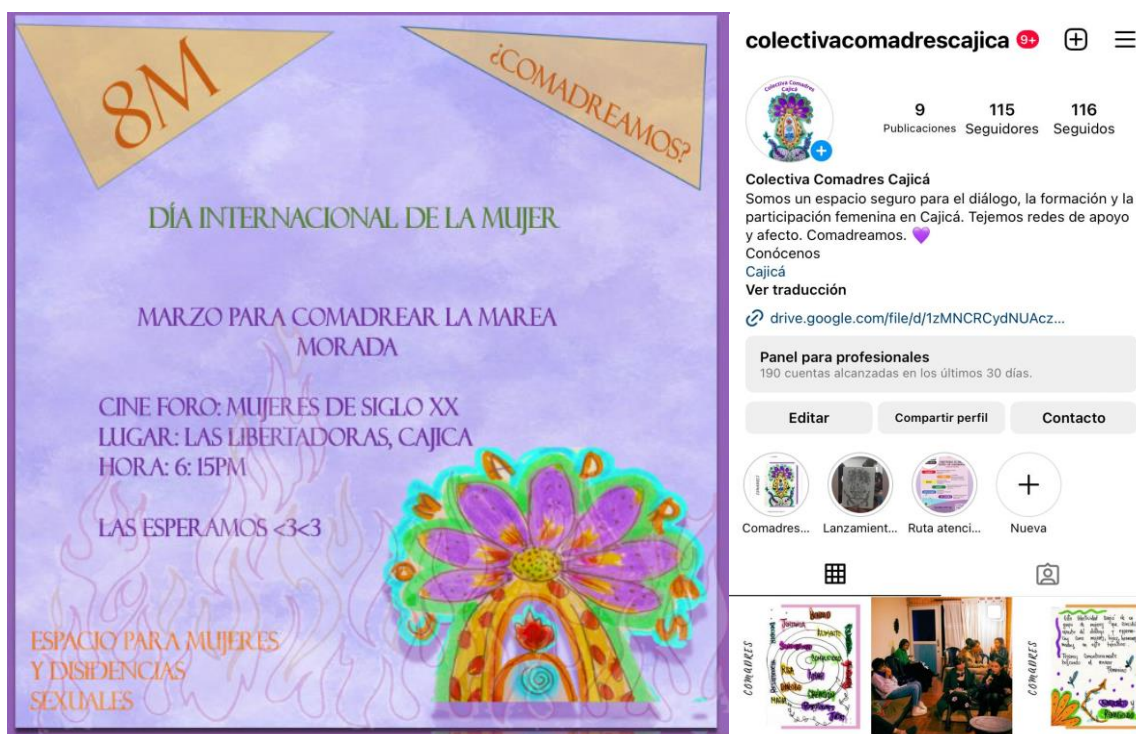 8M
¿COMADREAMOS?
DÍA INTERNACIONAL DE LA MUJER
MARZO PARA COMADREAR LA MAREA
MORADA
CINE FORO: MUJERES DE SIGLO XX
LUGAR: LAS LIBERTADORAS, CAJICA
HORA: 6: 15PM
LAS ESPERAMOS <3<3
ESPACIO PARA MUJERES
Y DISIDENCIAS
SEXUALES
colectivacomadrescajica 9+
Colectiva Comadres
Cajicá
9 115 116
Publicaciones Seguidores Seguidos
Colectiva Comadres Cajicá
Somos un espacio seguro para el diálogo, la formación y la
participación femenina en Cajicá. Tejemos redes de apoyo
y afecto. Comadreamos. 💜
Conócenos
Cajicá
Ver traducción
drive.google.com/file/d/1zMNCRCydNUAcz...
Panel para profesionales
190 cuentas alcanzadas en los últimos 30 días.
Editar Compartir perfil Contacto
Comadres... Lanzamient... Ruta atenci... Nueva
COMADRES
COMADRES